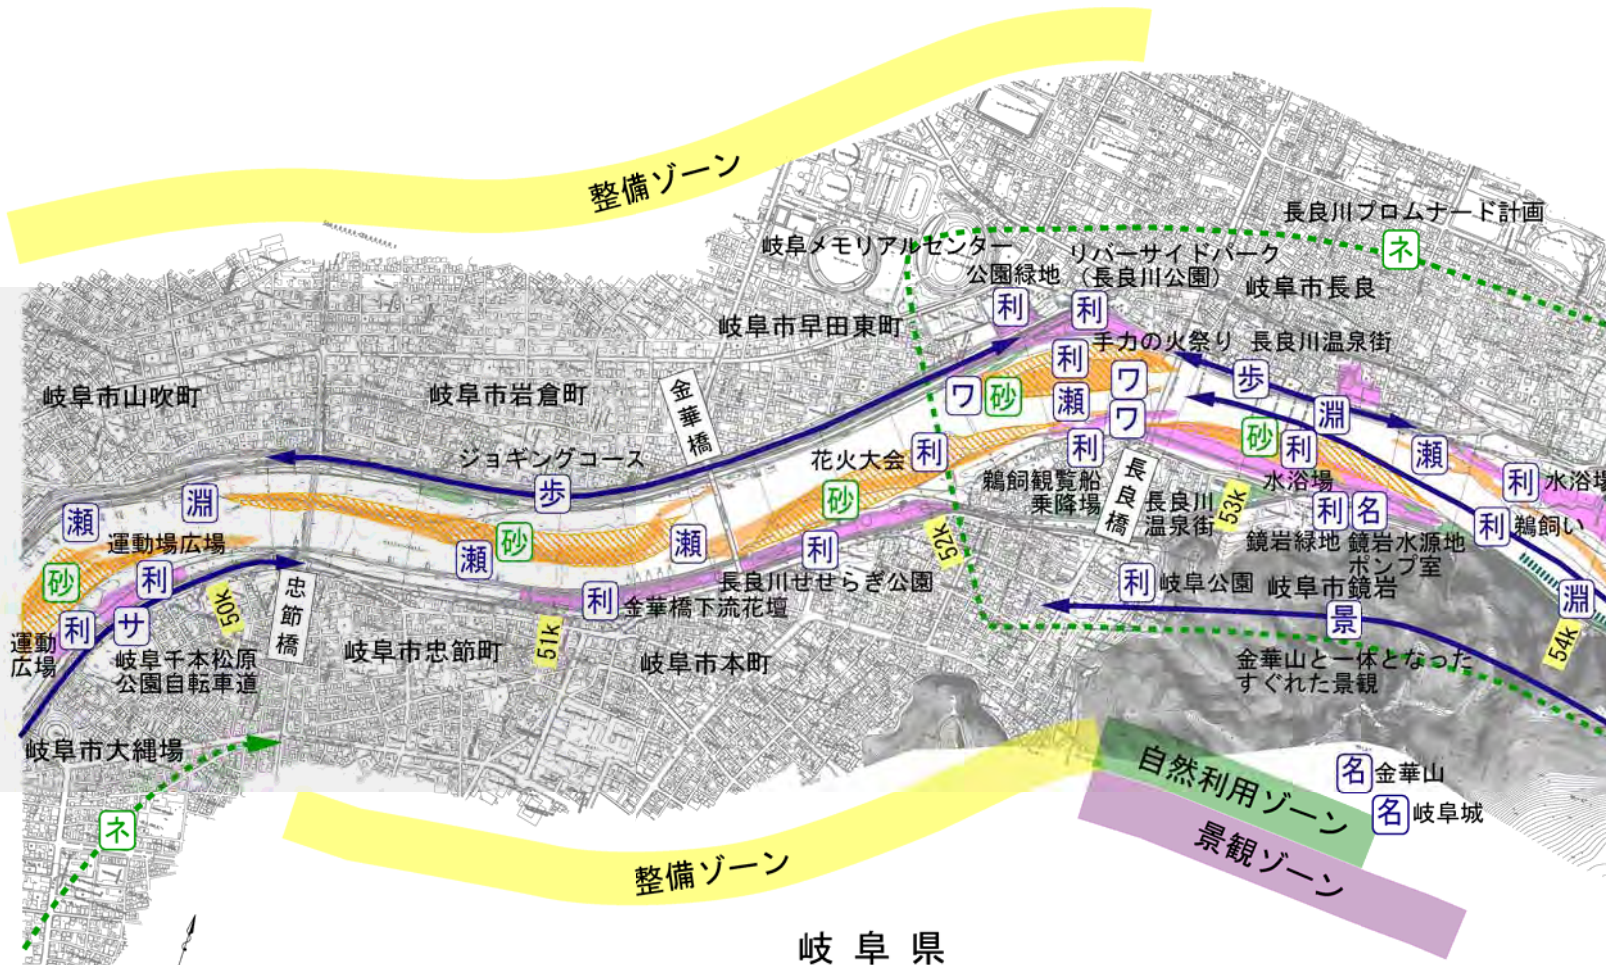 整備ゾーン
長良川プロムナード計画
ネ
岐阜メモリアルセンター
リバーサイドパーク
（長良川公園）
公園緑地
岐阜市長良
利
利
岐阜市早田東町
手力の火祭り
長良川温泉街
利
ワ
歩
岐阜市山吹町
岐阜市岩倉町
金華橋
ワ
砂
瀬
ワ
淵
砂
利
瀬
ジョギングコース
花火大会
利
利
歩
鵜飼観覧船
乗降場
長良橋
長良川
温泉街
53k
水浴場
利
水浴場
瀬
淵
砂
利
名
利
鵜飼い
運動場広場
瀬
砂
瀬
52k
鏡岩緑地
鏡岩水源地
ポンプ室
砂
利
利
長良川せせらぎ公園
利
岐阜公園
岐阜市鏡岩
淵
50k
忠節橋
利
金華橋下流花壇
景
運動
広場
利
サ
51k
54k
岐阜千本松原
公園自転車道
岐阜市忠節町
岐阜市本町
金華山と一体となった
すぐれた景観
岐阜市大縄場
自然利用ゾーン
名
金華山
名
岐阜城
ネ
景観ゾーン
整備ゾーン
岐阜県